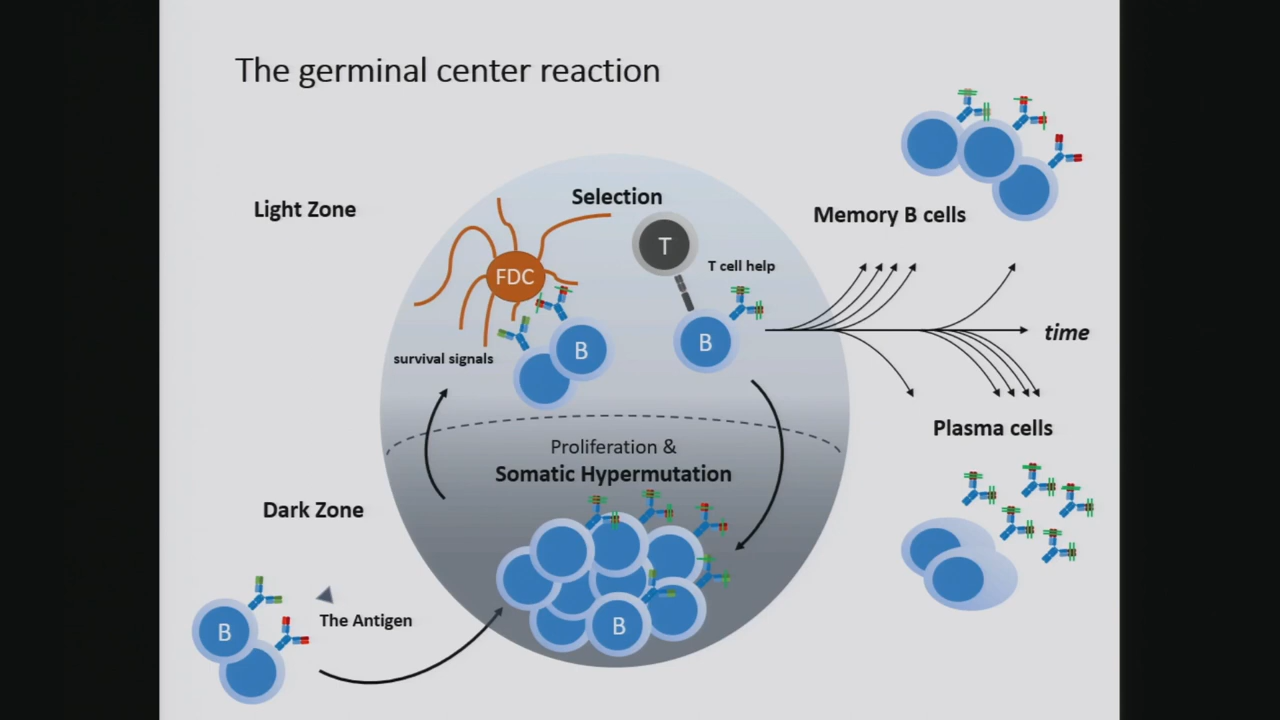 The germinal center reaction
Light Zone
Selection
T
T cell help
FDC
B
B
survival signals
Memory B cells
time
Plasma cells
Proliferation &
Somatic Hypermutation
Dark Zone
B
B
The Antigen